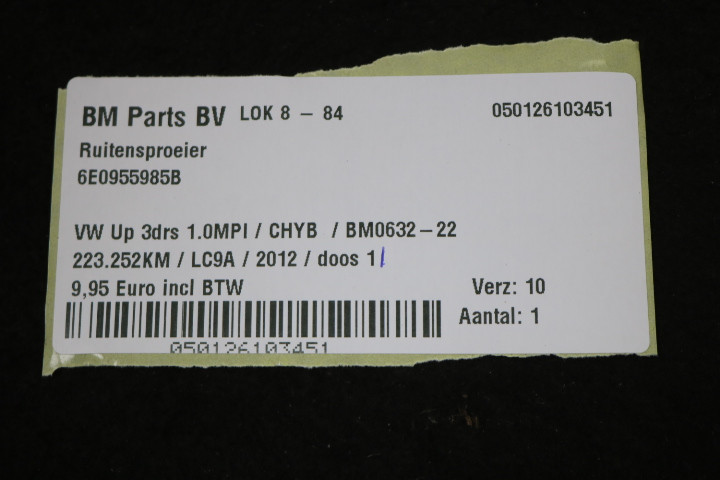 BM Parts BV LOK 8 - 84 050126103451
Ruitensproeier
6E0955985B
VW Up 3drs 1.0MPI / CHYB / BM0632-22
223.252KM / LC9A / 2012 / doos 1/
9,95 Euro incl BTW Verz: 10
Aantal: 1
050126103451